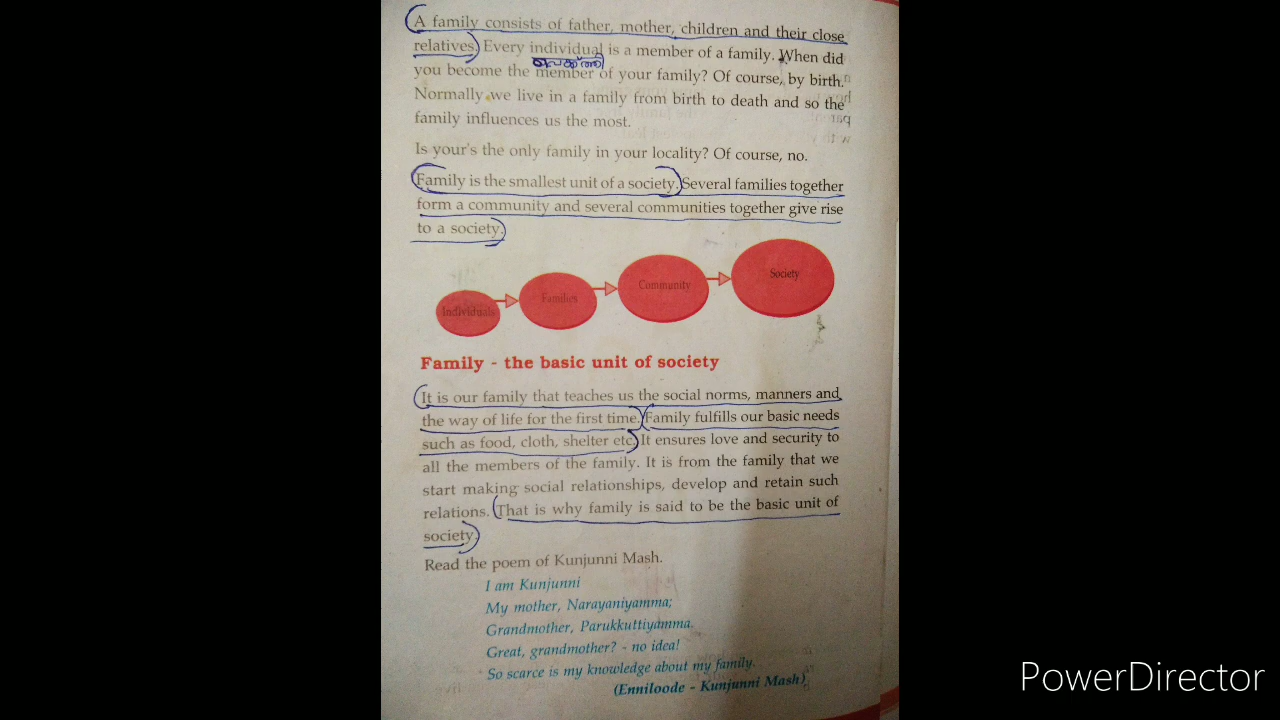 A family consists of father, mother, children and their close
relatives. Every individual is a member of a family. When did
you become the member of your family? Of course, by birth.
Normally we live in a family from birth to death and so the
family influences us the most.
Is your's the only family in your locality? Of course, no.
Family is the smallest unit of a society. Several families together
form a community and several communities together give rise
to a society.
Individuals
Families
Community
Society
Family - the basic unit of society
It is our family that teaches us the social norms, manners and
the way of life for the first time. Family fulfills our basic needs
such as food, cloth, shelter etc. It ensures love and security to
all the members of the family. It is from the family that we
start making social relationships, develop and retain such
relations. That is why family is said to be the basic unit of
society.
Read the poem of Kunjunni Mash.
I am Kunjunni
My mother, Narayaniyamma;
Grandmother, Parukkuttiyamma.
Great, grandmother? - no idea!
So scarce is my knowledge about my family.
(Enniloode - Kunjunni Mash)
PowerDirector